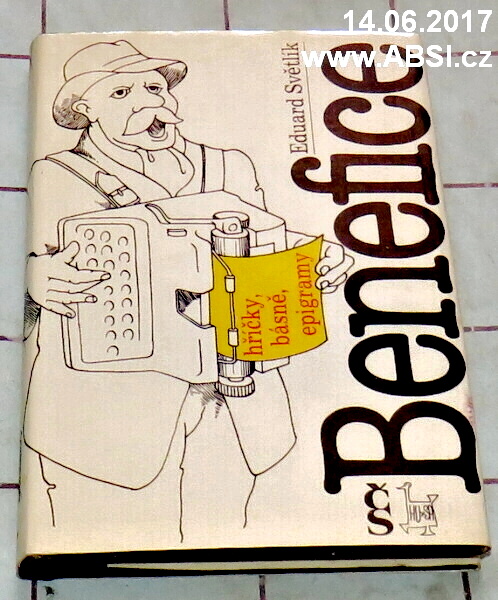 14.06.2017
www.ABSI.cz
Eduard Světlík
Benefice
hříčky,
básně,
epigramy
ČS